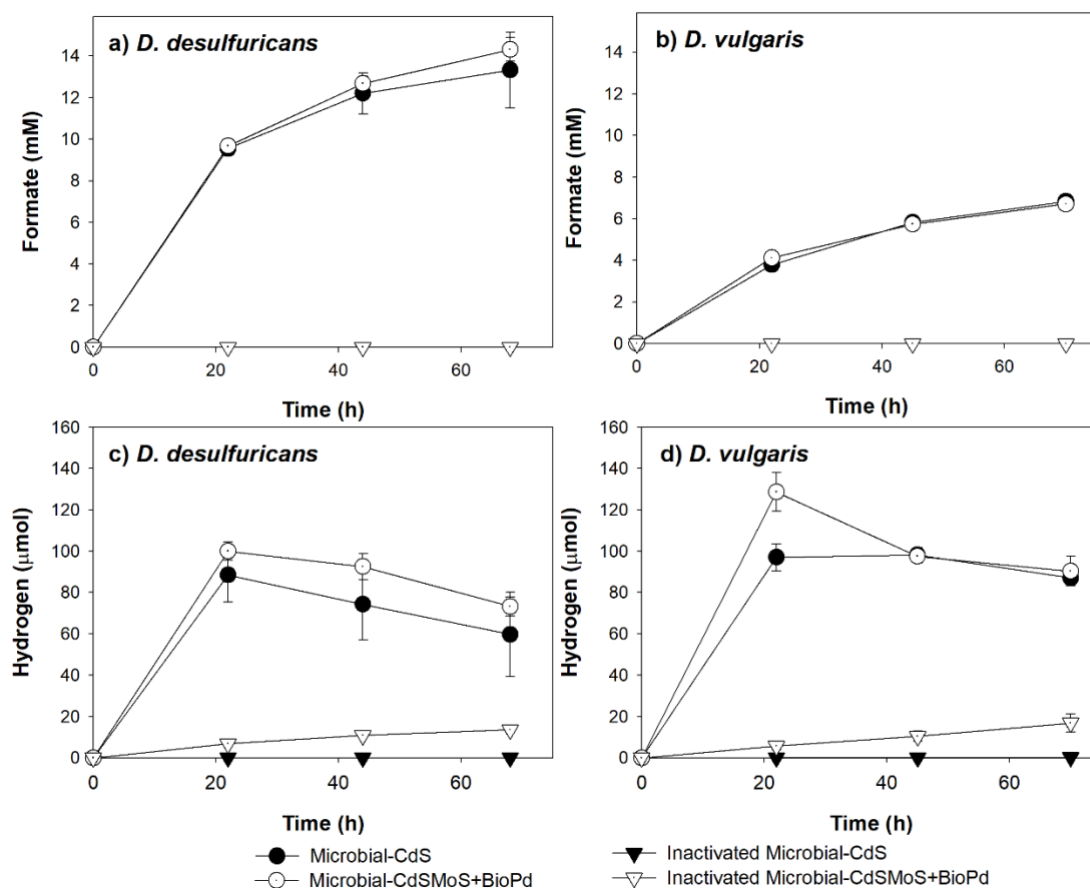 a) D. desulfuricans
Formate (mM)
14
12
10
8
6
4
2
0
0 20 40 60
Time (h)
b) D. vulgaris
Formate (mM)
14
12
10
8
6
4
2
0
0 20 40 60
Time (h)
c) D. desulfuricans
Hydrogen (μmol)
160
140
120
100
80
60
40
20
0
0 20 40 60
Time (h)
d) D. vulgaris
Hydrogen (μmol)
160
140
120
100
80
60
40
20
0
0 20 40 60
Time (h)
Microbial-CdS
Microbial-CdSMoS+BioPd
Inactivated Microbial-CdS
Inactivated Microbial-CdSMoS+BioPd